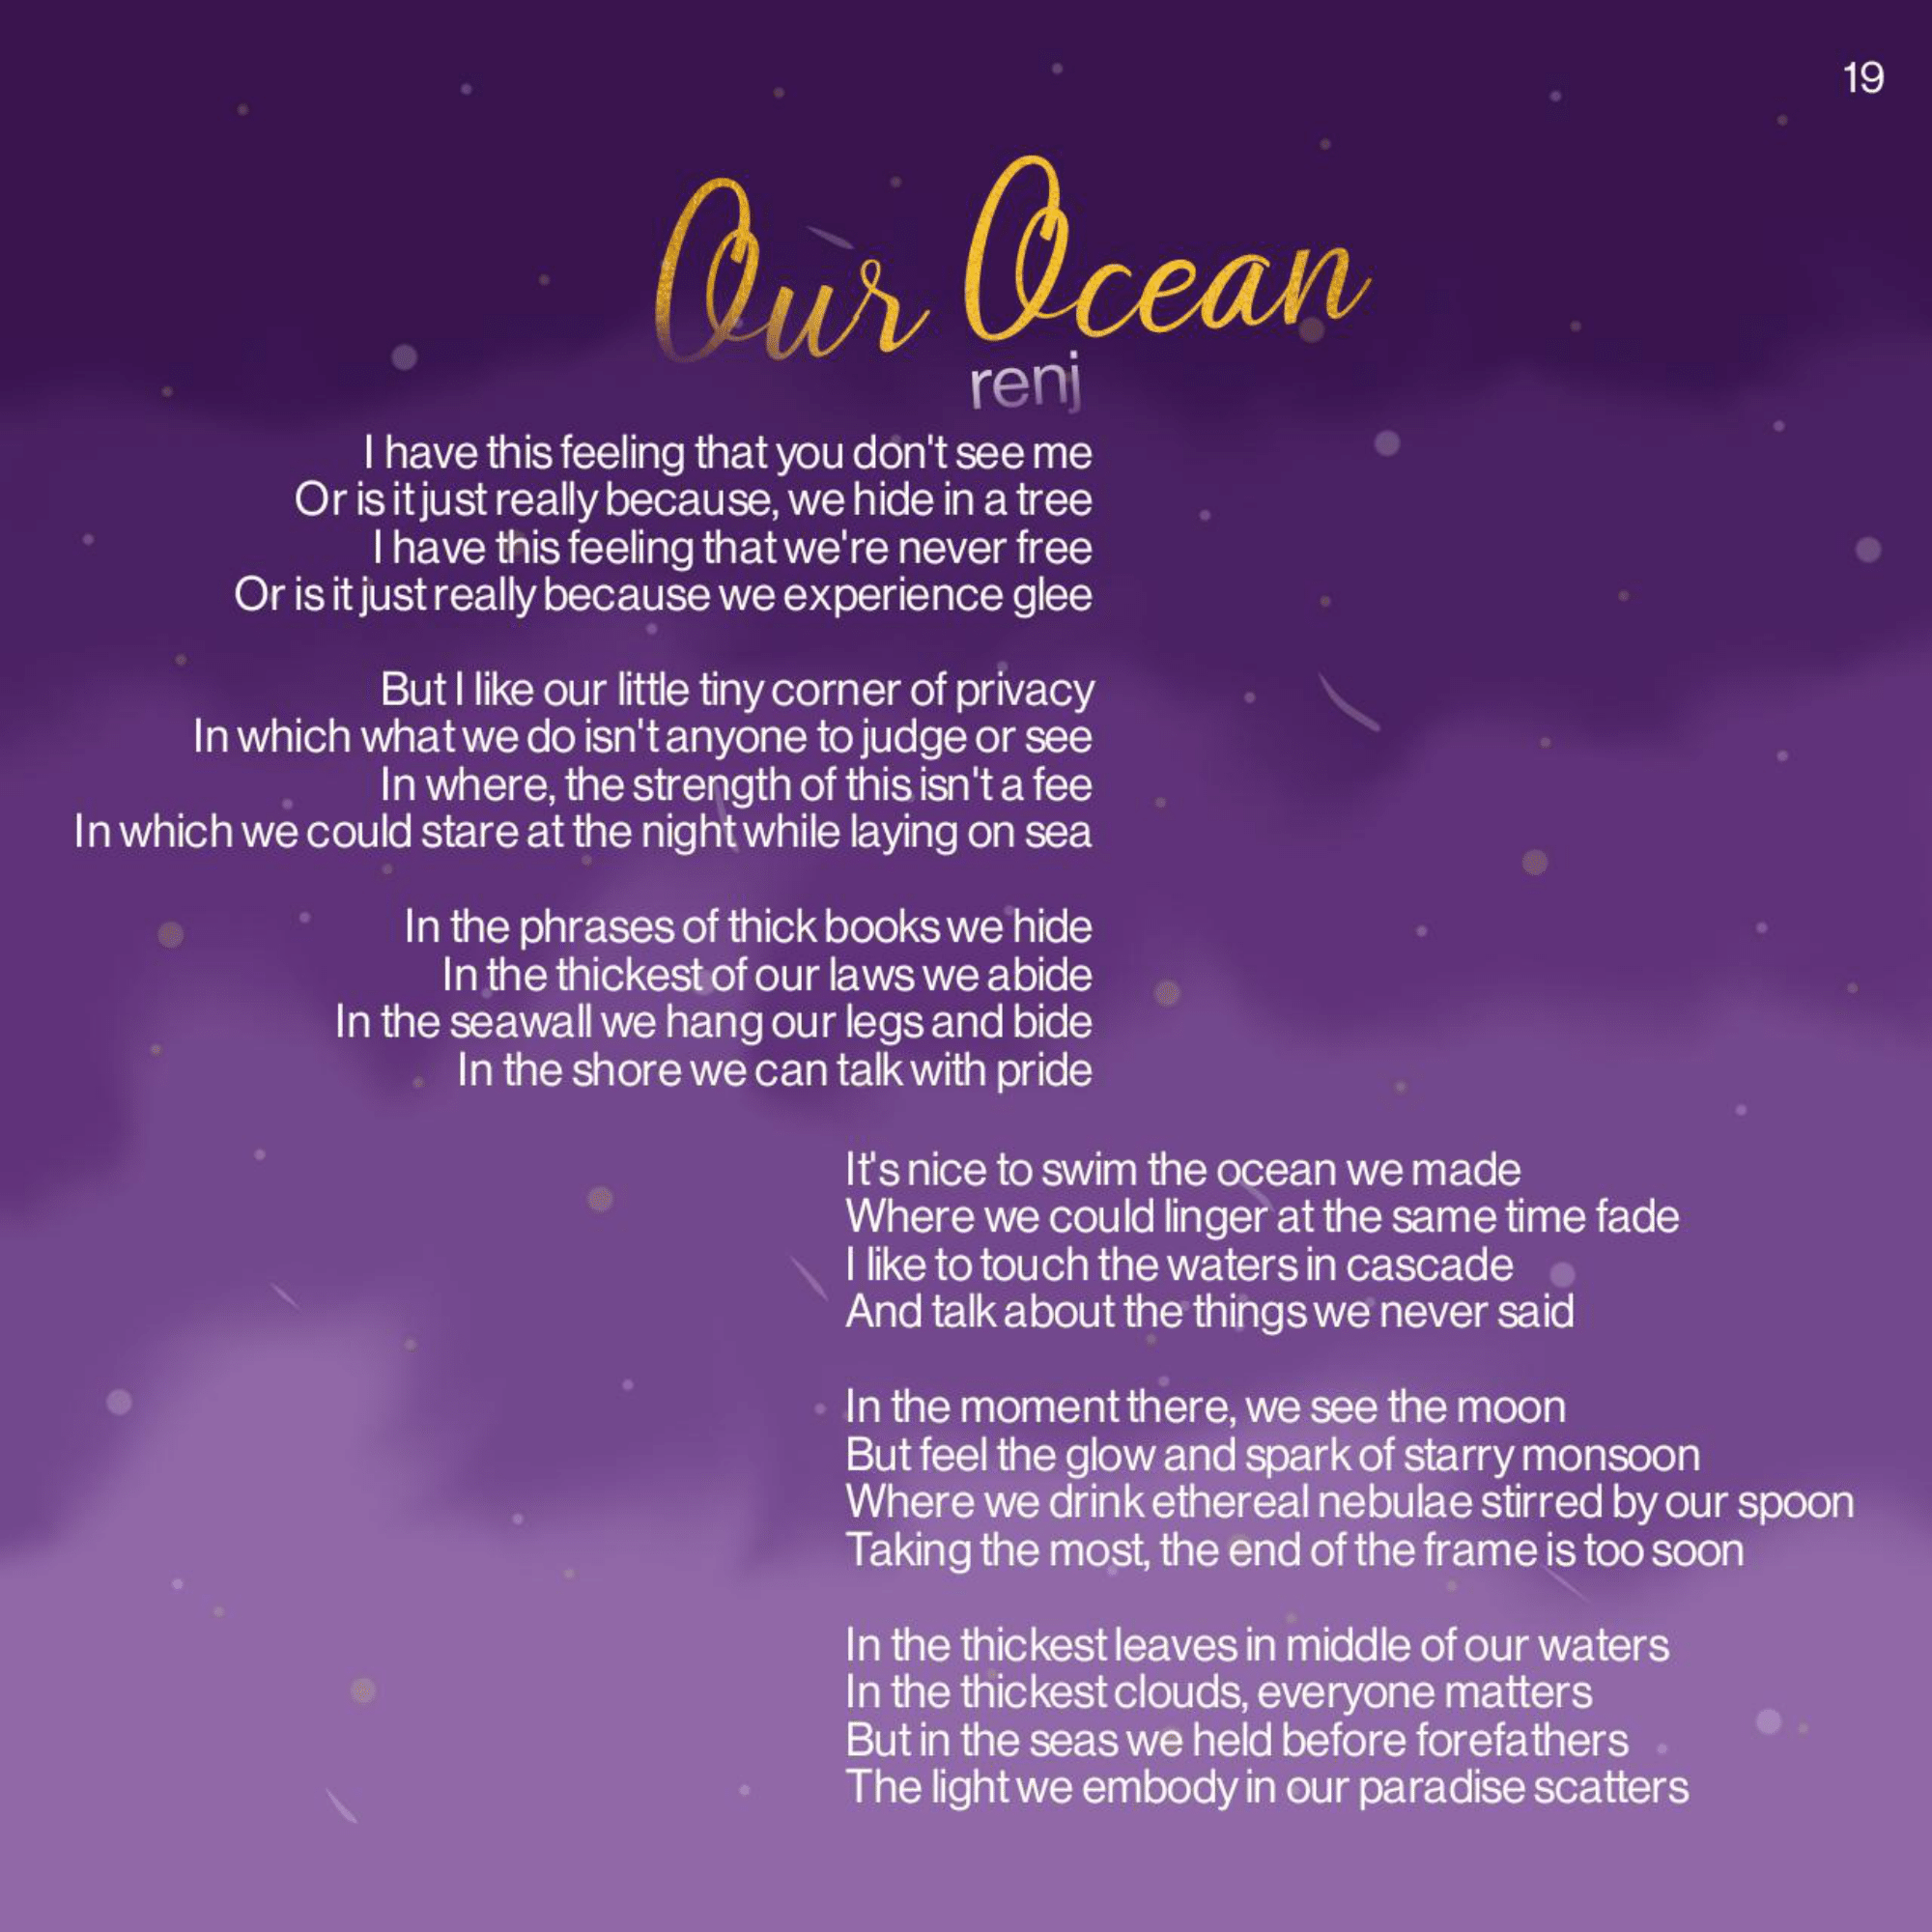 19
Our Ocean
renj
I have this feeling that you don't see me
Or is it just really because, we hide in a tree
I have this feeling that we're never free
Or is it just really because we experience glee
But I like our little tiny corner of privacy
In which what we do isn't anyone to judge or see
In where, the strength of this isn't a fee
In which we could stare at the night while laying on sea
In the phrases of thick books we hide
In the thickest of our laws we abide
In the seawall we hang our legs and bide
In the shore we can talk with pride
It's nice to swim the ocean we made
Where we could linger at the same time fade
I like to touch the waters in cascade
And talk about the things we never said
In the moment there, we see the moon
But feel the glow and spark of starry monsoon
Where we drink ethereal nebulae stirred by our spoon
Taking the most, the end of the frame is too soon
In the thickest leaves in middle of our waters
In the thickest clouds, everyone matters
But in the seas we held before forefathers
The light we embody in our paradise scatters